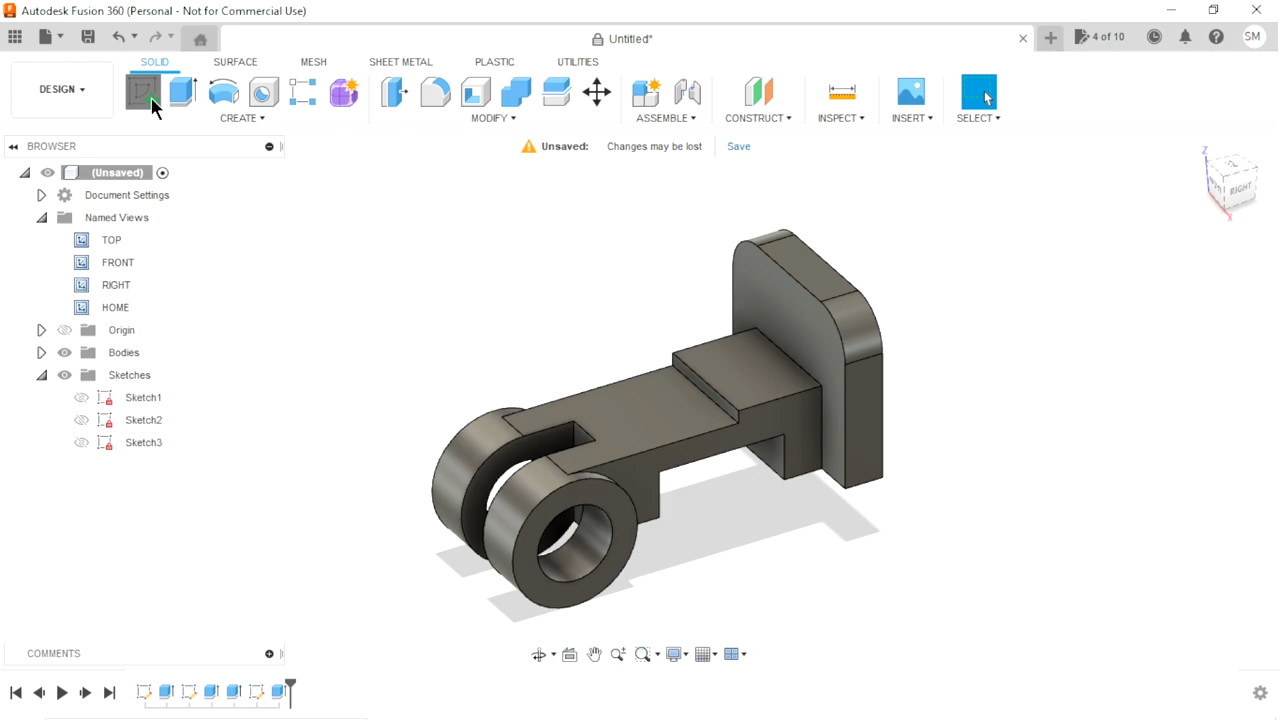 Autodesk Fusion 360 (Personal - Not for Commercial Use)
Untitled*
4 of 10
SM
DESIGN
SOLID
SURFACE
MESH
SHEET METAL
PLASTIC
UTILITIES
CREATE
MODIFY
ASSEMBLE
CONSTRUCT
INSPECT
INSERT
SELECT
BROWSER
Unsaved: Changes may be lost Save
(Unsaved)
Document Settings
Named Views
TOP
FRONT
RIGHT
HOME
Origin
Bodies
Sketches
Sketch1
Sketch2
Sketch3
Z
RIGHT
X
COMMENTS